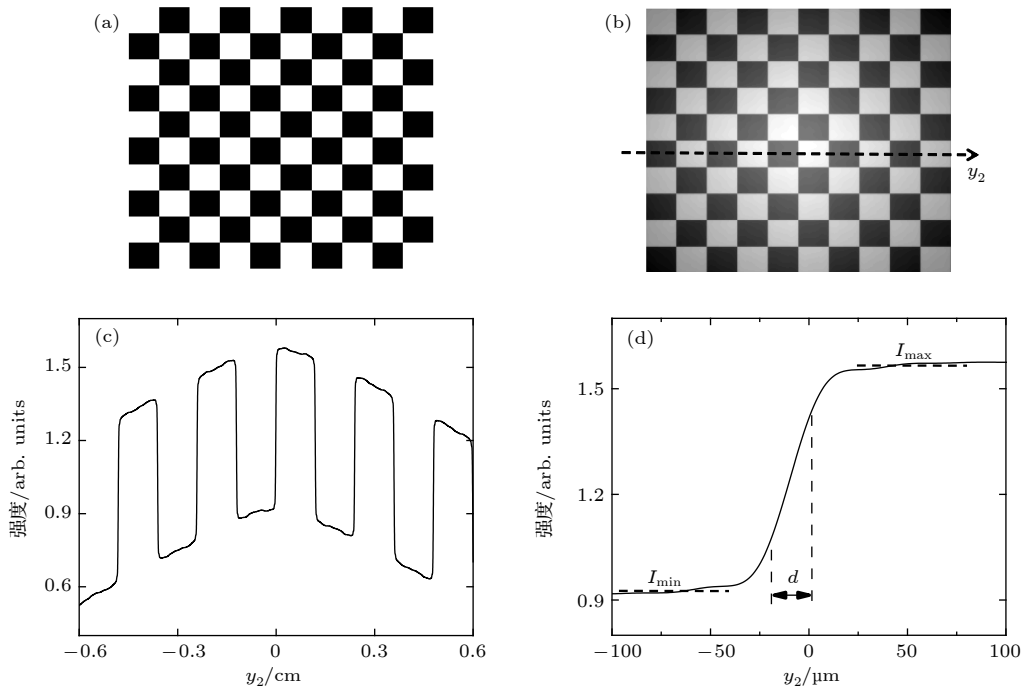 (a)
(b)
y₂
(c)
1.5
1.2
0.9
0.6
强度/arb. units
−0.6
−0.3
0
0.3
0.6
y₂/cm
(d)
I_max
I_min
d
1.5
1.2
0.9
强度/arb. units
−100
−50
0
50
100
y₂/µm